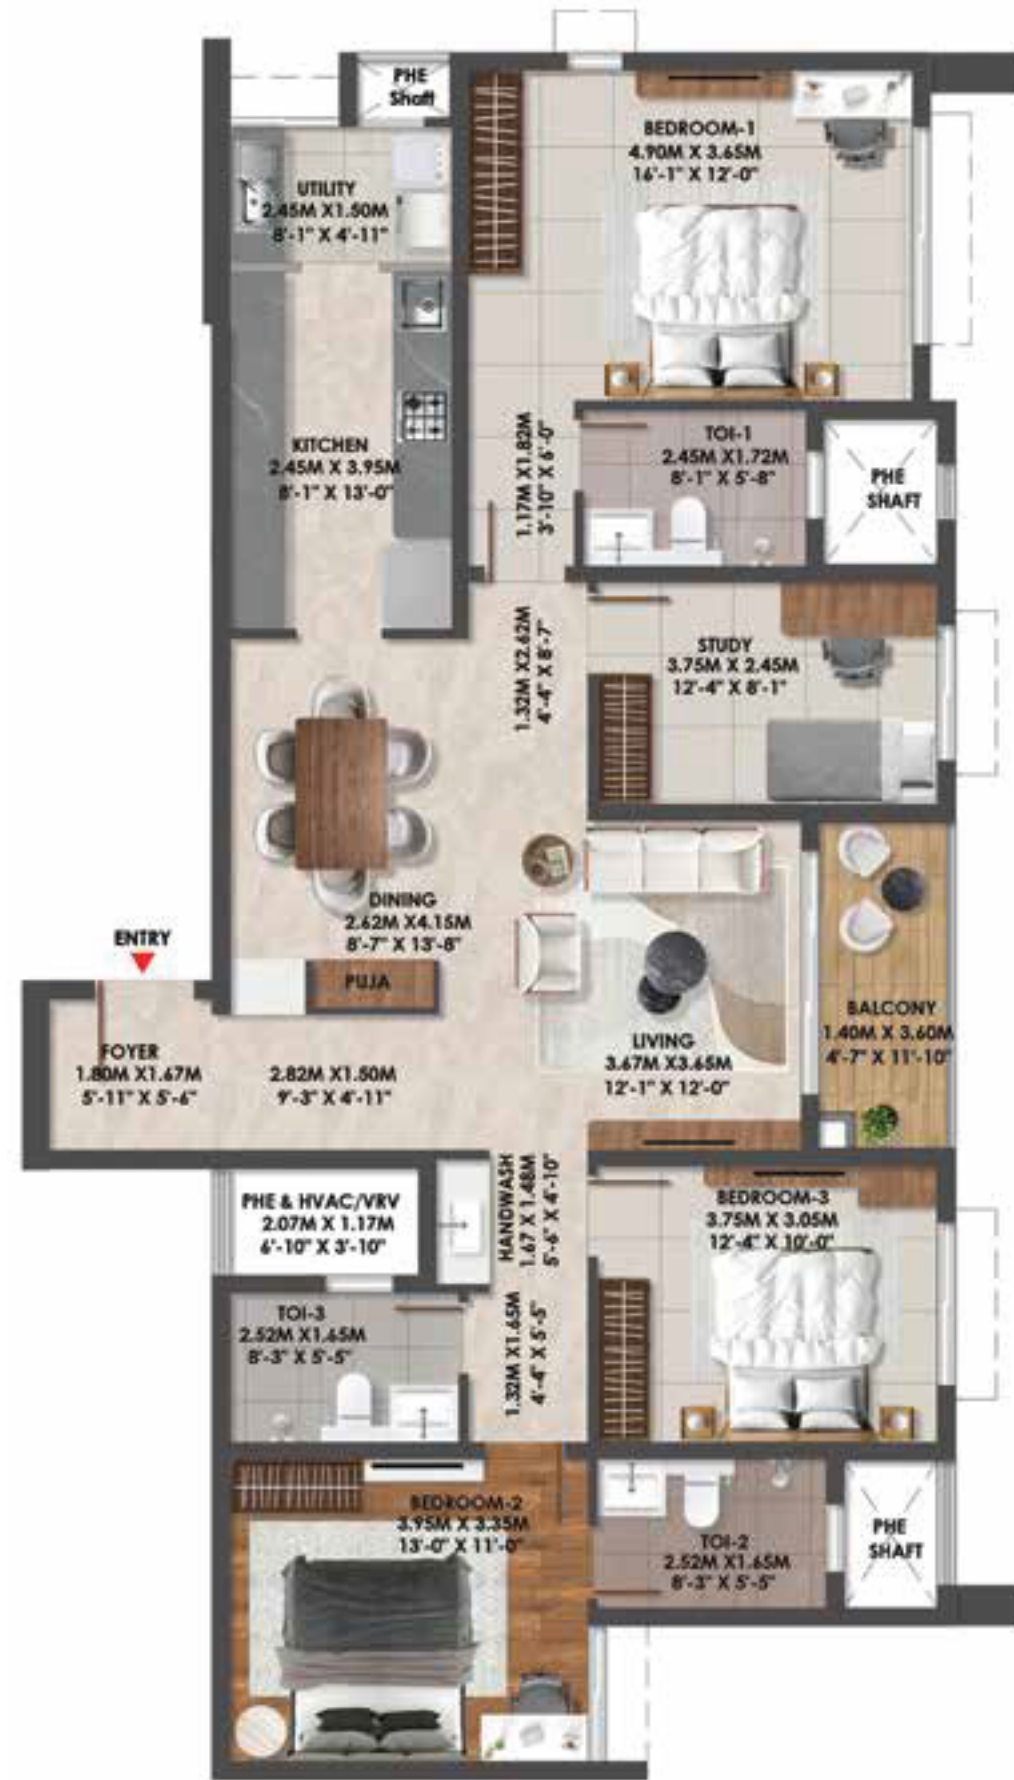 PHE
Shaft
BEDROOM-1
4.90M X 3.65M
16'-1" X 12'-0"
UTILITY
2.45M X1.50M
8'-1" X 4'-11"
KITCHEN
2.45M X 3.95M
8'-1" X 13'-0"
1.17M X1.82M
3'-10" X 6'-0"
TOI-1
2.45M X1.72M
8'-1" X 5'-8"
PHE
SHAFT
1.32M X2.62M
4'-4" X 8'-7"
STUDY
3.75M X 2.45M
12'-4" X 8'-1"
DINING
2.62M X4.15M
8'-7" X 13'-8"
PUJA
ENTRY
FOYER
1.80M X1.67M
5'-11" X 5'-6"
2.82M X1.50M
9'-3" X 4'-11"
LIVING
3.67M X3.65M
12'-1" X 12'-0"
BALCONY
1.40M X 3.60M
4'-7" X 11'-10"
PHE & HVAC/VRV
2.07M X 1.17M
6'-10" X 3'-10"
HANDWASH
1.67 X 1.48M
5'-6" X 4'-10"
BEDROOM-3
3.75M X 3.05M
12'-4" X 10'-0"
TOI-3
2.52M X1.65M
8'-3" X 5'-5"
1.32M X1.65M
4'-4" X 5'-5"
BEDROOM-2
3.95M X 3.35M
13'-0" X 11'-0"
TOI-2
2.52M X1.65M
8'-3" X 5'-5"
PHE
SHAFT